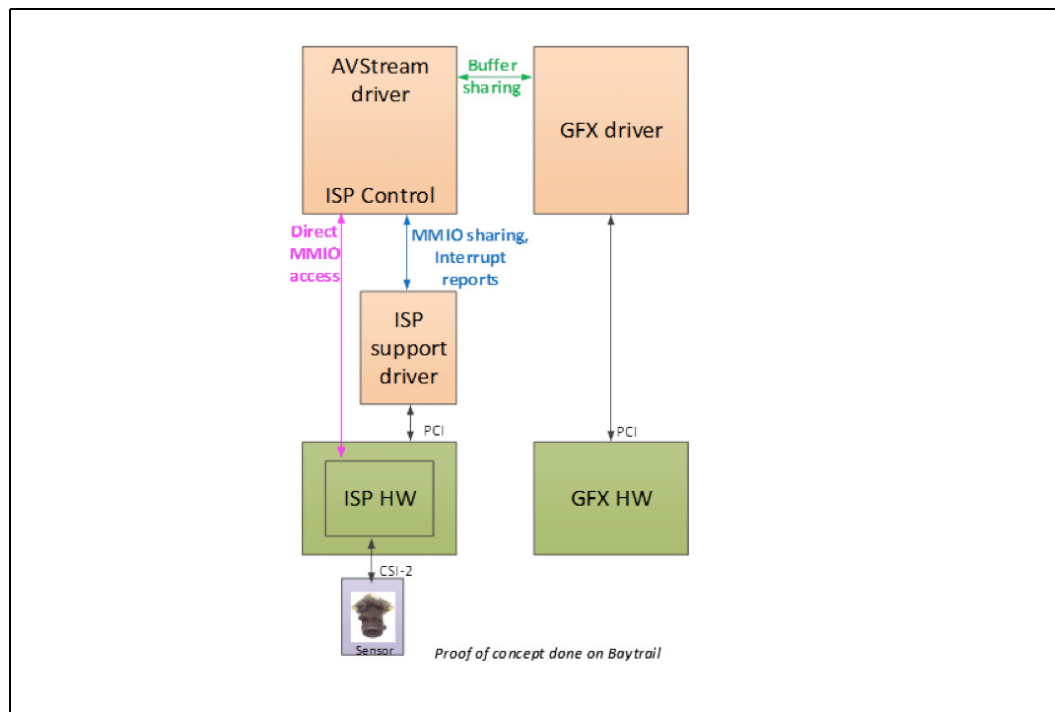 AVStream
driver
ISP Control
Buffer
sharing
GFX driver
Direct
MMIO
access
MMIO sharing,
Interrupt
reports
ISP
support
driver
PCI
PCI
ISP HW
GFX HW
CSI-2
Sensor
Proof of concept done on Baytrail